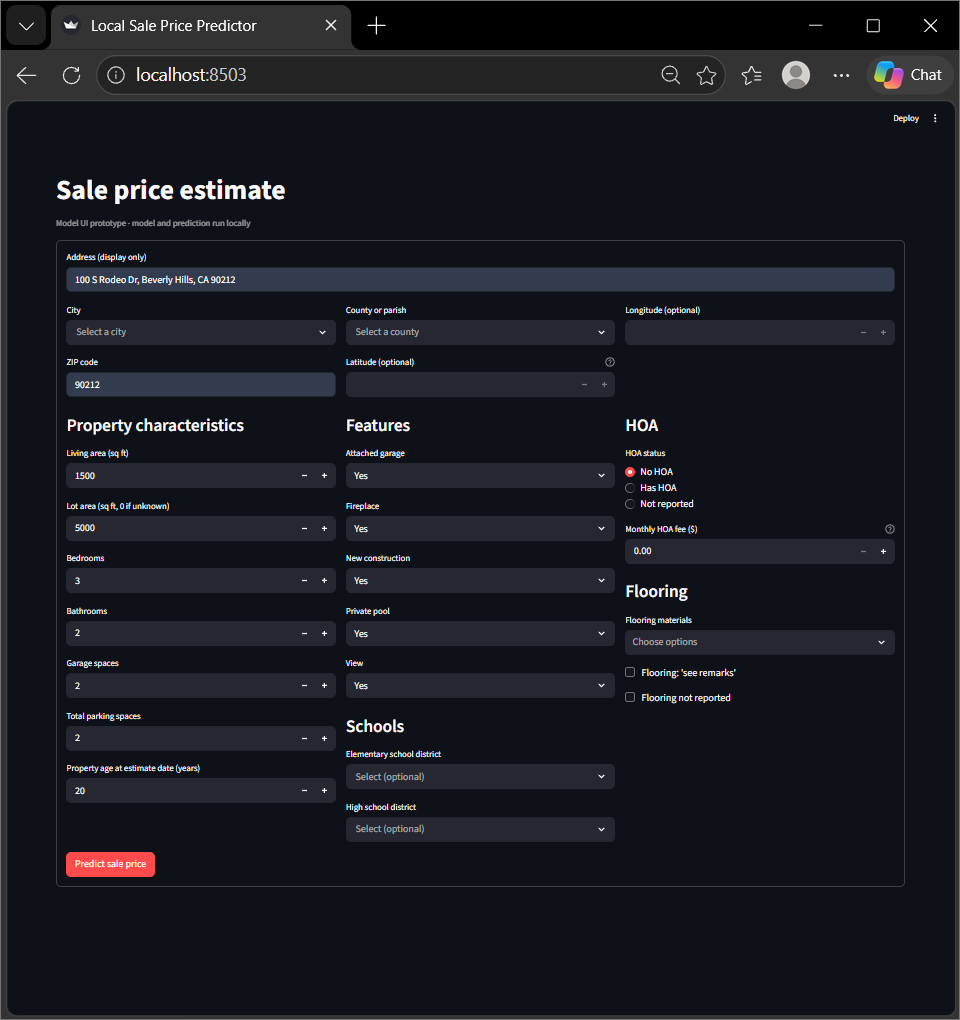 Local Sale Price Predictor
localhost:8503
Chat
Deploy
Sale price estimate
Model UI prototype - model and prediction run locally
Address (display only)
100 S Rodeo Dr, Beverly Hills, CA 90212
City
Select a city
County or parish
Select a county
Longitude (optional)
ZIP code
90212
Latitude (optional)
Property characteristics
Living area (sq ft)
1500
Lot area (sq ft, 0 if unknown)
5000
Bedrooms
3
Bathrooms
2
Garage spaces
2
Total parking spaces
2
Property age at estimate date (years)
20
Features
Attached garage
Yes
Fireplace
Yes
New construction
Yes
Private pool
Yes
View
Yes
Schools
Elementary school district
Select (optional)
High school district
Select (optional)
HOA
HOA status
No HOA
Has HOA
Not reported
Monthly HOA fee ($)
0.00
Flooring
Flooring materials
Choose options
Flooring: 'see remarks'
Flooring not reported
Predict sale price